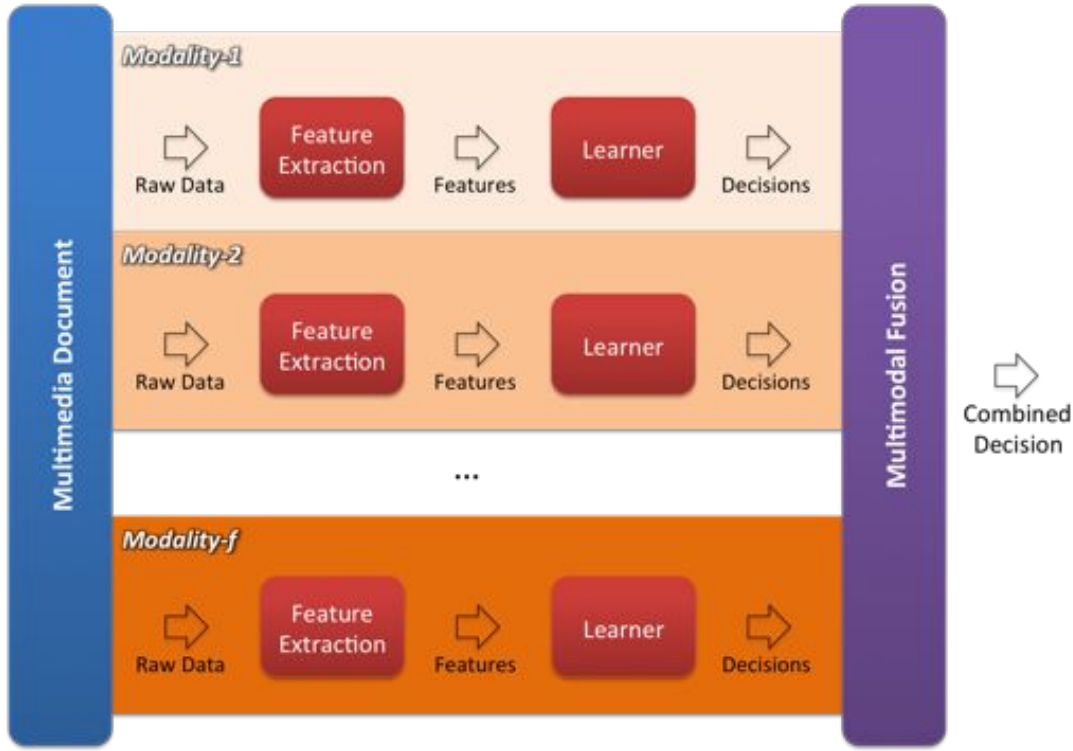 Multimedia Document
Modality-1
Raw Data
Feature
Extraction
Features
Learner
Decisions
Modality-2
Raw Data
Feature
Extraction
Features
Learner
Decisions
...
Modality-f
Raw Data
Feature
Extraction
Features
Learner
Decisions
Multimodal Fusion
Combined
Decision